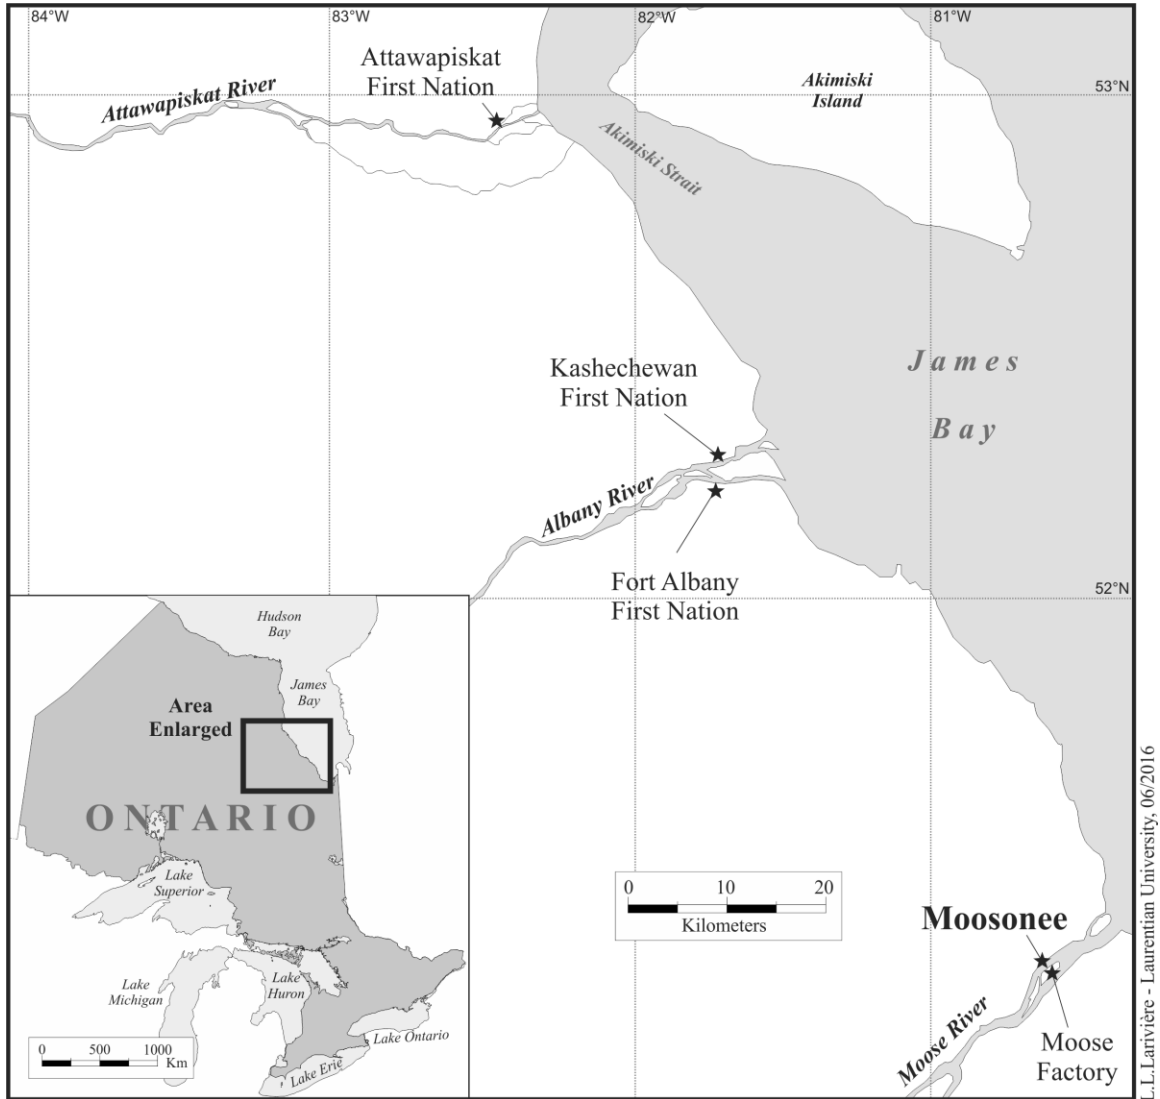 84°W
83°W
82°W
81°W
Attawapiskat
First Nation
Attawapiskat River
Akimiski
Island
53°N
Akimiski Strait
James
Bay
Kashechewan
First Nation
Albany River
Fort Albany
First Nation
52°N
Hudson
Bay
James
Bay
Area
Enlarged
ONTARIO
Lake
Superior
Lake
Michigan
Lake
Huron
Lake Ontario
Lake Erie
0 500 1000
Km
0 10 20
Kilometers
Moosonee
Moose River
Moose
Factory
L.L.Larivière - Laurentian University, 06/2016